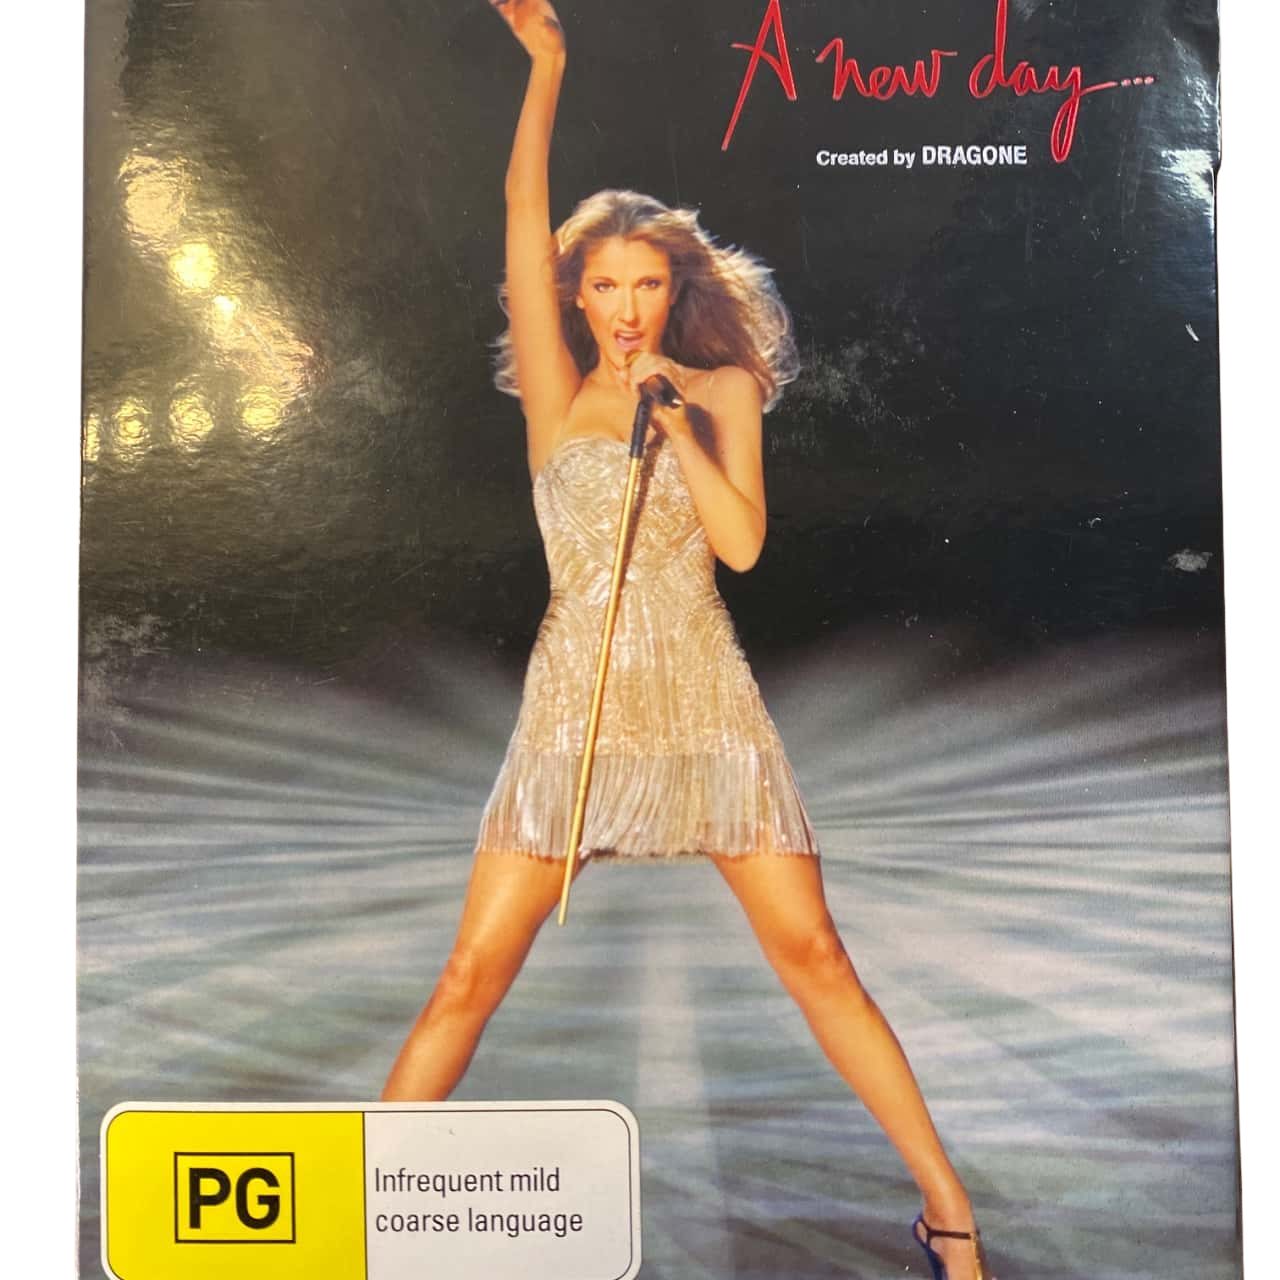 A new day...
Created by DRAGONE
PG
Infrequent mild
coarse language